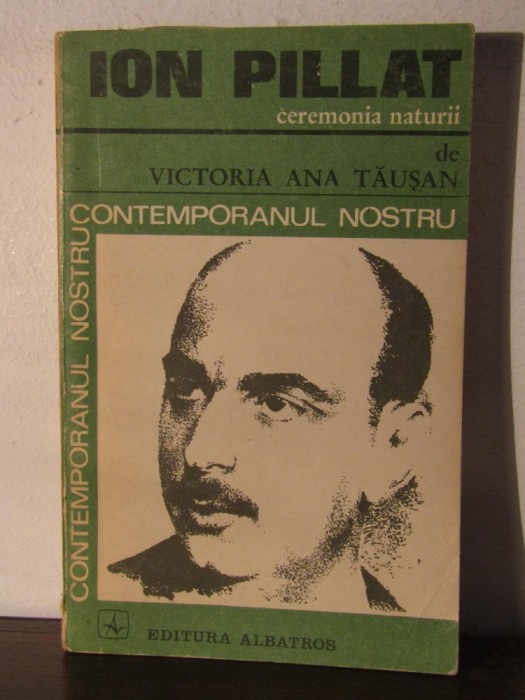 ION PILLAT
ceremonia naturii
de
VICTORIA ANA TĂUȘAN
CONTEMPORANUL NOSTRU
CONTEMPORANUL NOSTRU
EDITURA ALBATROS